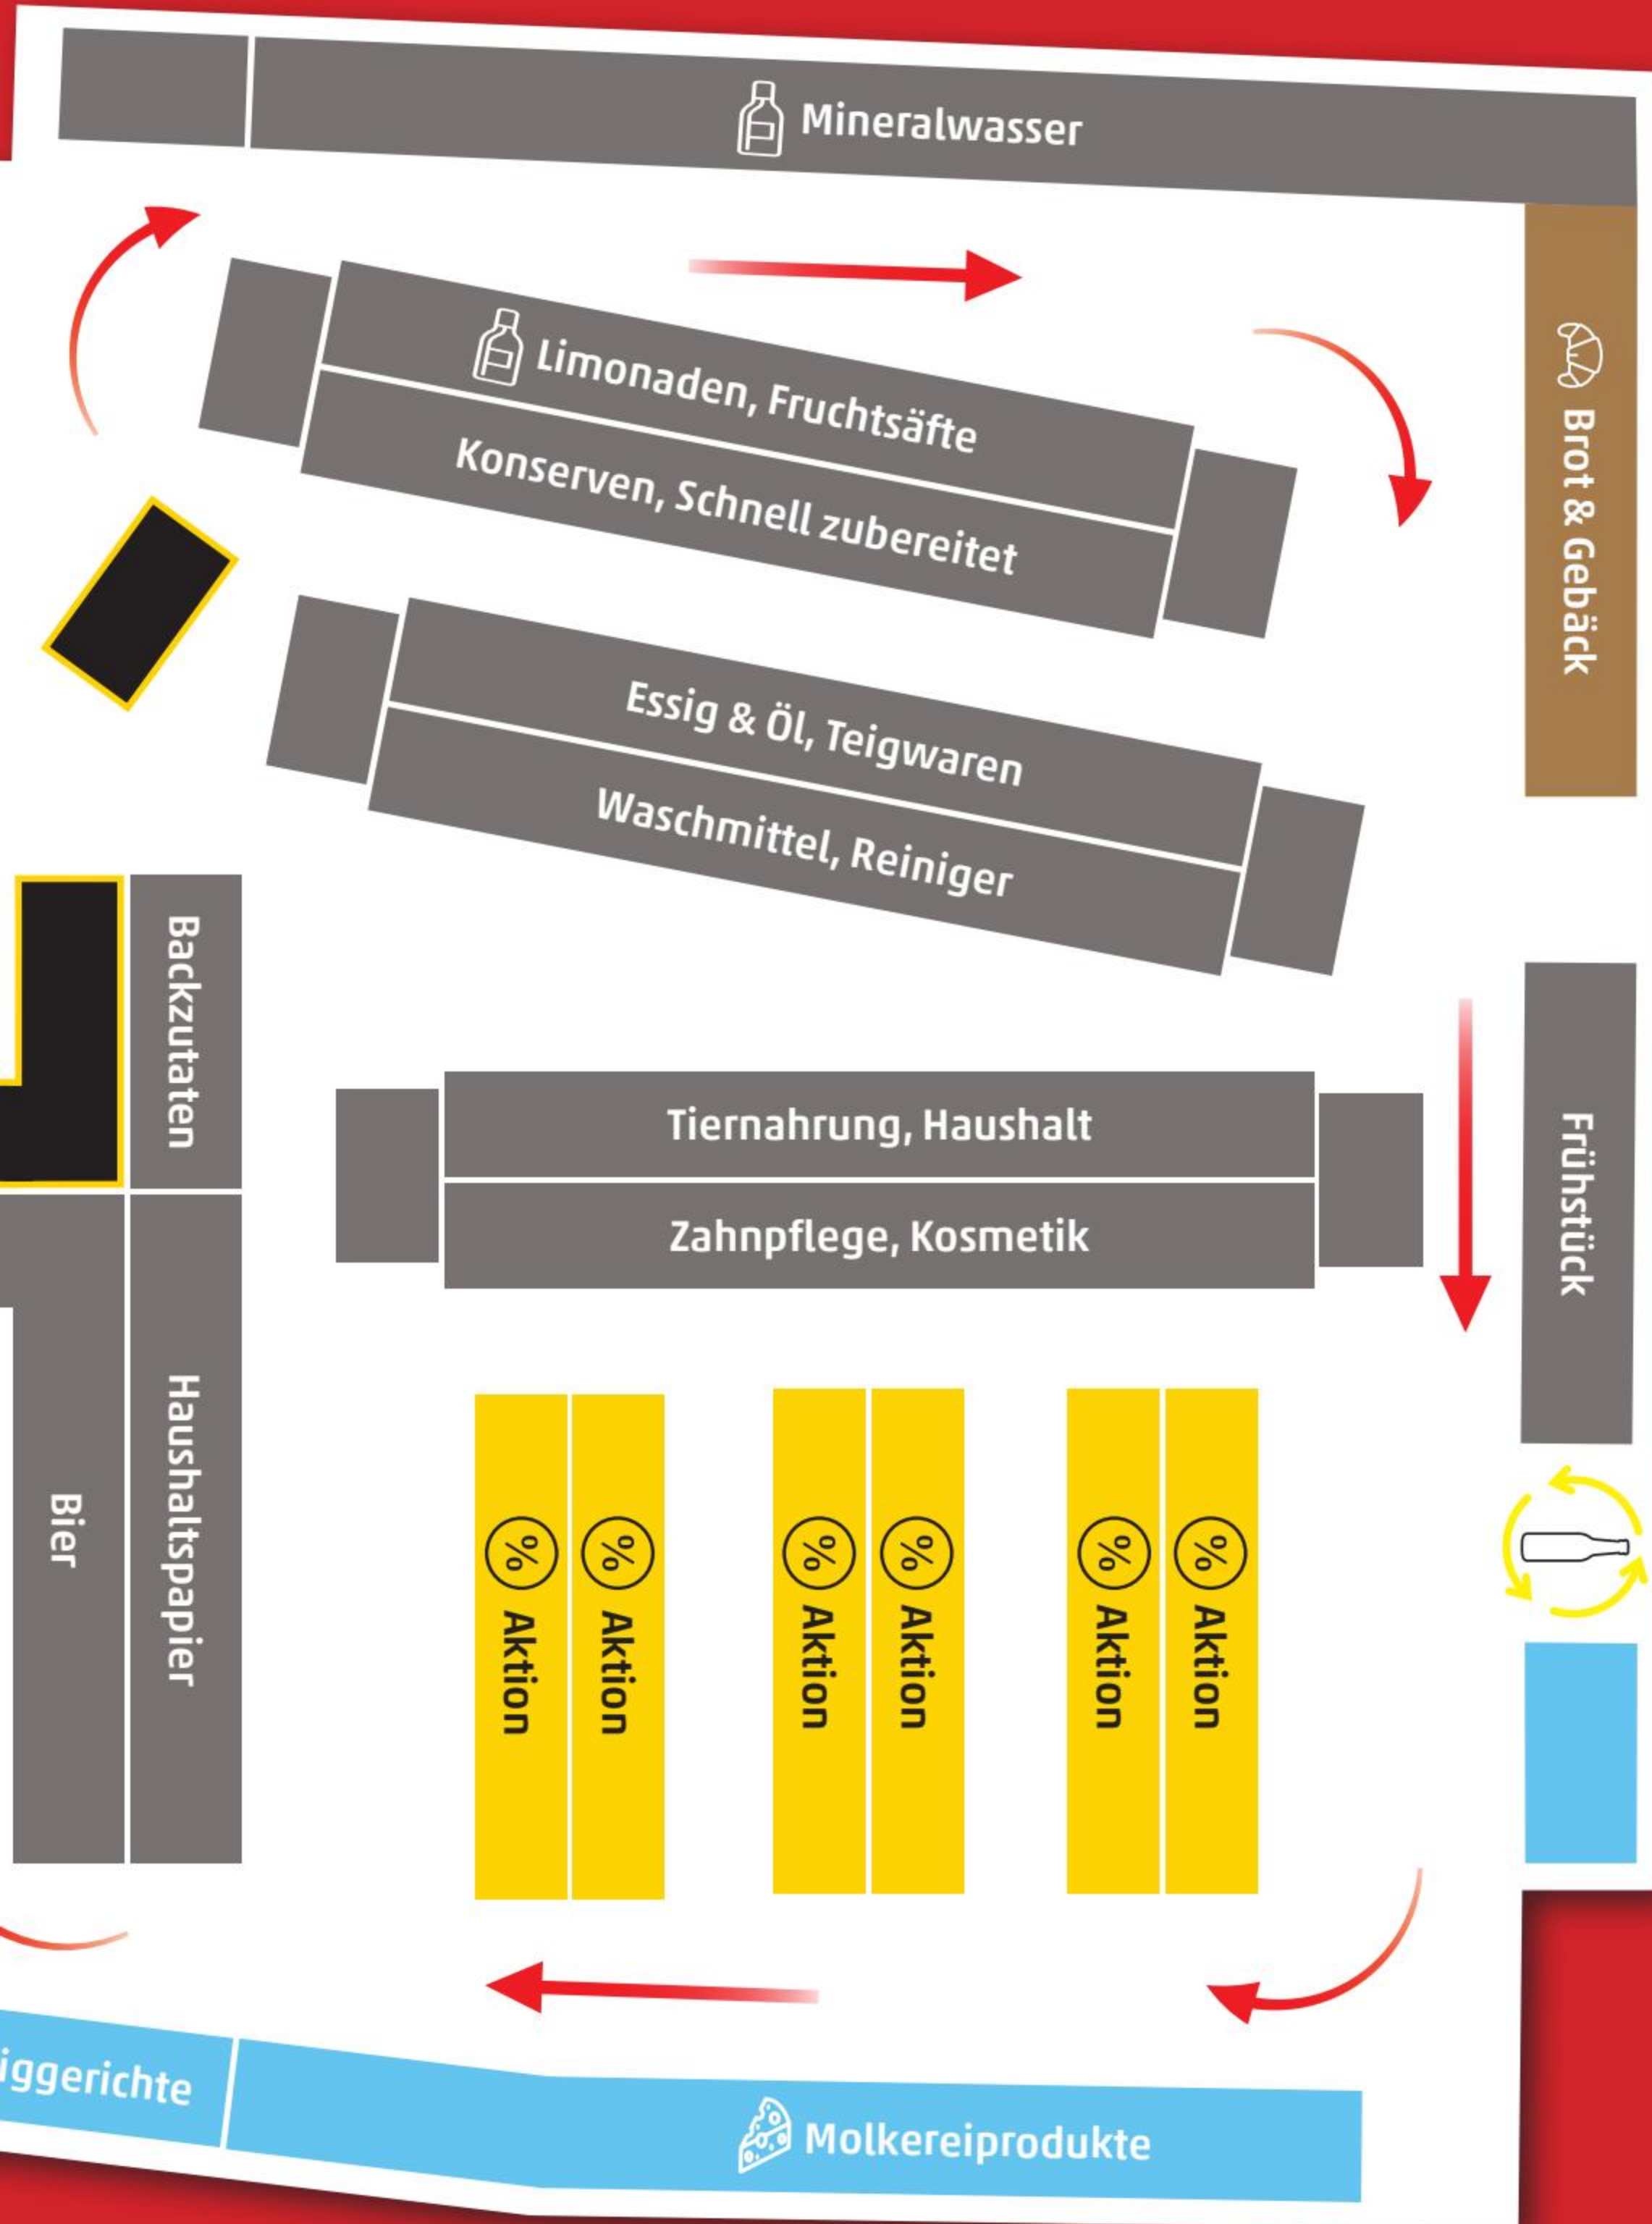 Mineralwasser
Limonaden, Fruchtsäfte
Konserven, Schnell zubereitet
Brot & Gebäck
Essig & Öl, Teigwaren
Waschmittel, Reiniger
Backzutaten
Tiernahrung, Haushalt
Zahnpflege, Kosmetik
Frühstück
Bier
Haushaltspapier
% Aktion
% Aktion
% Aktion
% Aktion
% Aktion
% Aktion
iggerichte
Molkereiprodukte